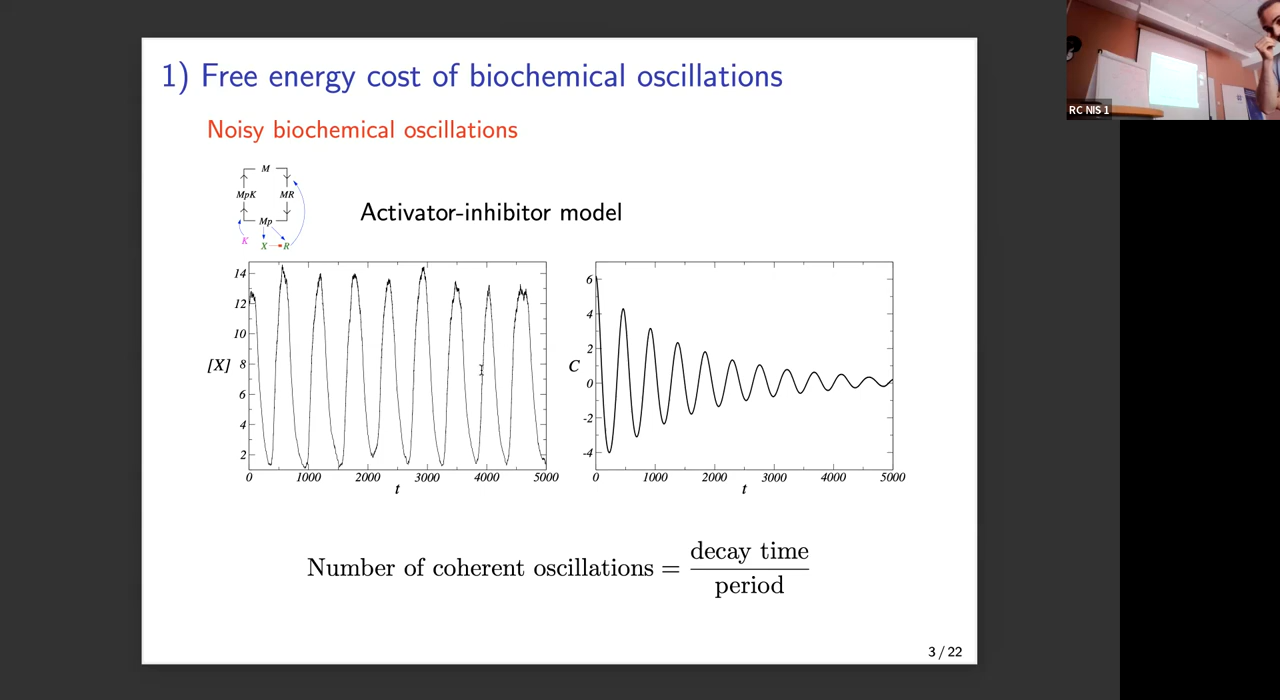 1) Free energy cost of biochemical oscillations
RC NIS 1
Noisy biochemical oscillations
M
MpK MR
Mp
K X R
Activator-inhibitor model
14
12
10
[X] 8
6
4
2
0 1000 2000 3000 4000 5000
t
6
4
2
C 0
-2
-4
0 1000 2000 3000 4000 5000
t
Number of coherent oscillations = decay time
period
3 / 22